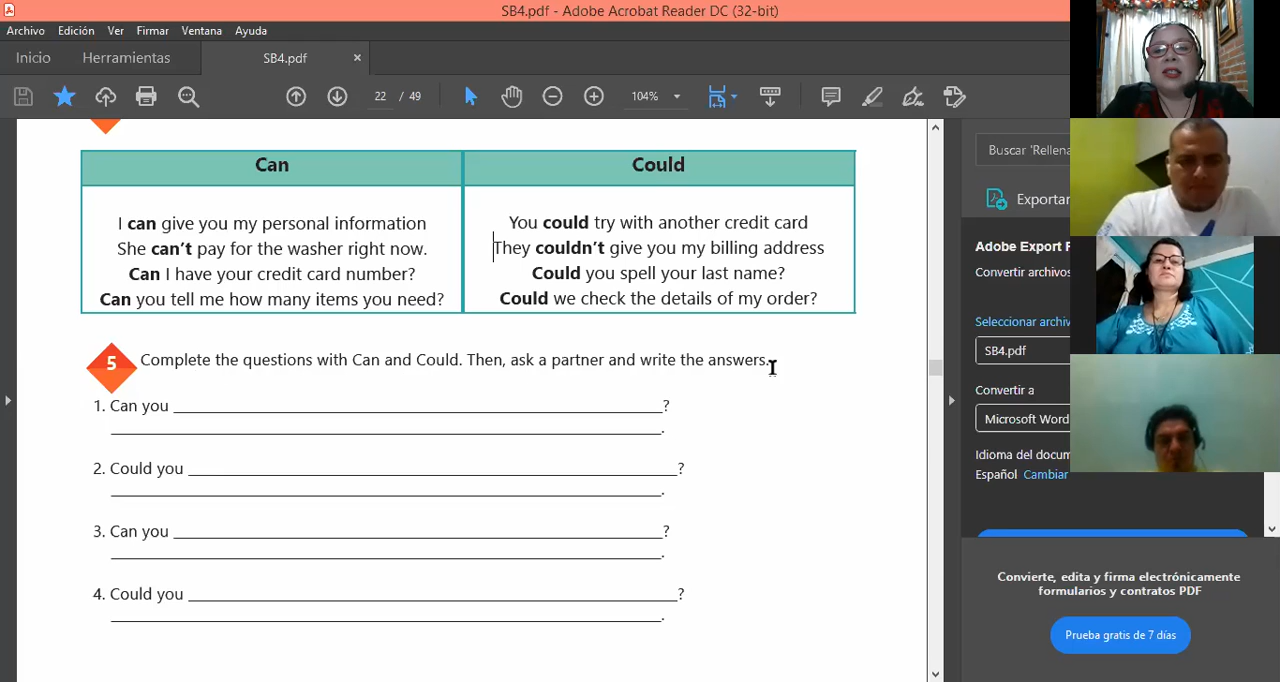 SB4.pdf - Adobe Acrobat Reader DC (32-bit)
Archivo Edición Ver Firmar Ventana Ayuda
Inicio Herramientas SB4.pdf ×
22 / 49 104%
Can Could
I can give you my personal information
She can't pay for the washer right now.
Can I have your credit card number?
Can you tell me how many items you need?
You could try with another credit card
They couldn't give you my billing address
Could you spell your last name?
Could we check the details of my order?
5 Complete the questions with Can and Could. Then, ask a partner and write the answers.
1. Can you ?
.
2. Could you ?
.
3. Can you ?
.
4. Could you ?
.
Buscar 'Rellena
Exportar
Adobe Export
Convertir archivos
Seleccionar archiv
SB4.pdf
Convertir a
Microsoft Word
Idioma del docum
Español Cambiar
Convierte, edita y firma electrónicamente
formularios y contratos PDF
Prueba gratis de 7 días